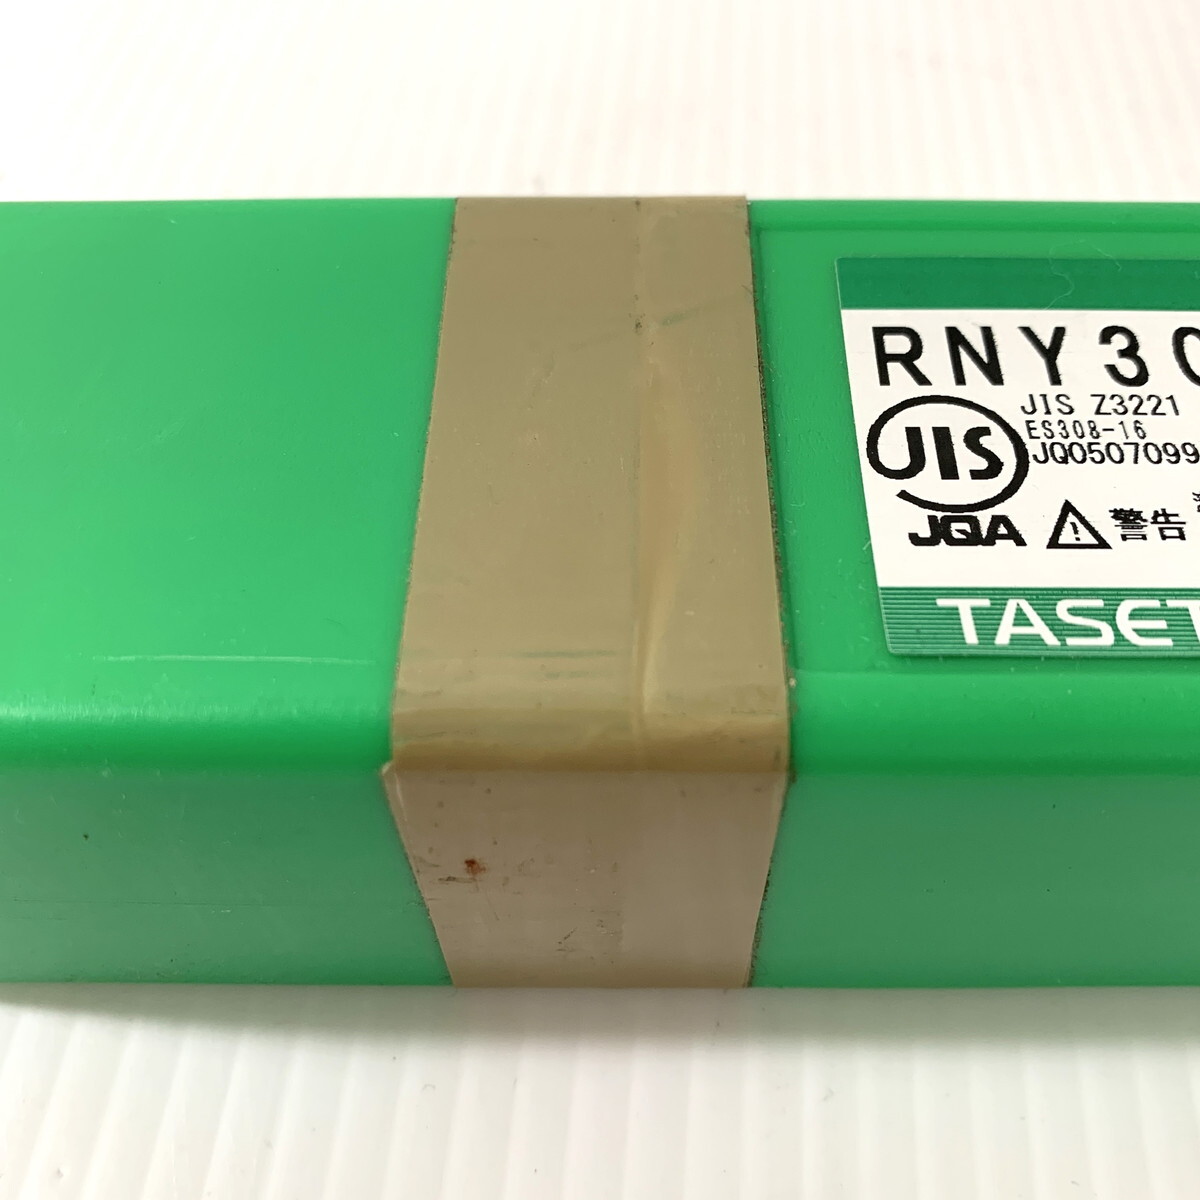 RNY30
JIS Z3221
ES308-16
JIS
JQ0507099
JQA
警告
TASET